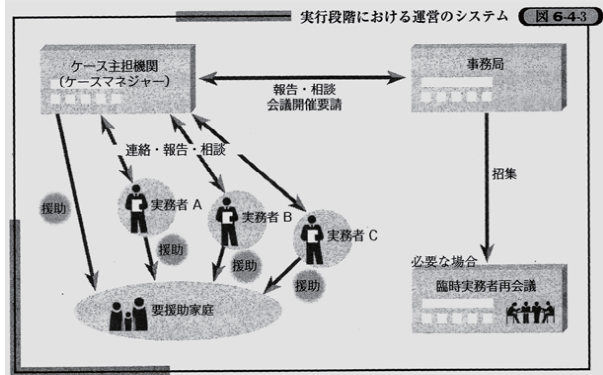 実行段階における運営のシステム
図6-4-3
ケース主担機関
(ケースマネジャー)
報告・相談
会議開催要請
事務局
連絡・報告・相談
招集
援助
実務者 A
実務者 B
実務者 C
援助
援助
援助
必要な場合
臨時実務者再会議
要援助家庭